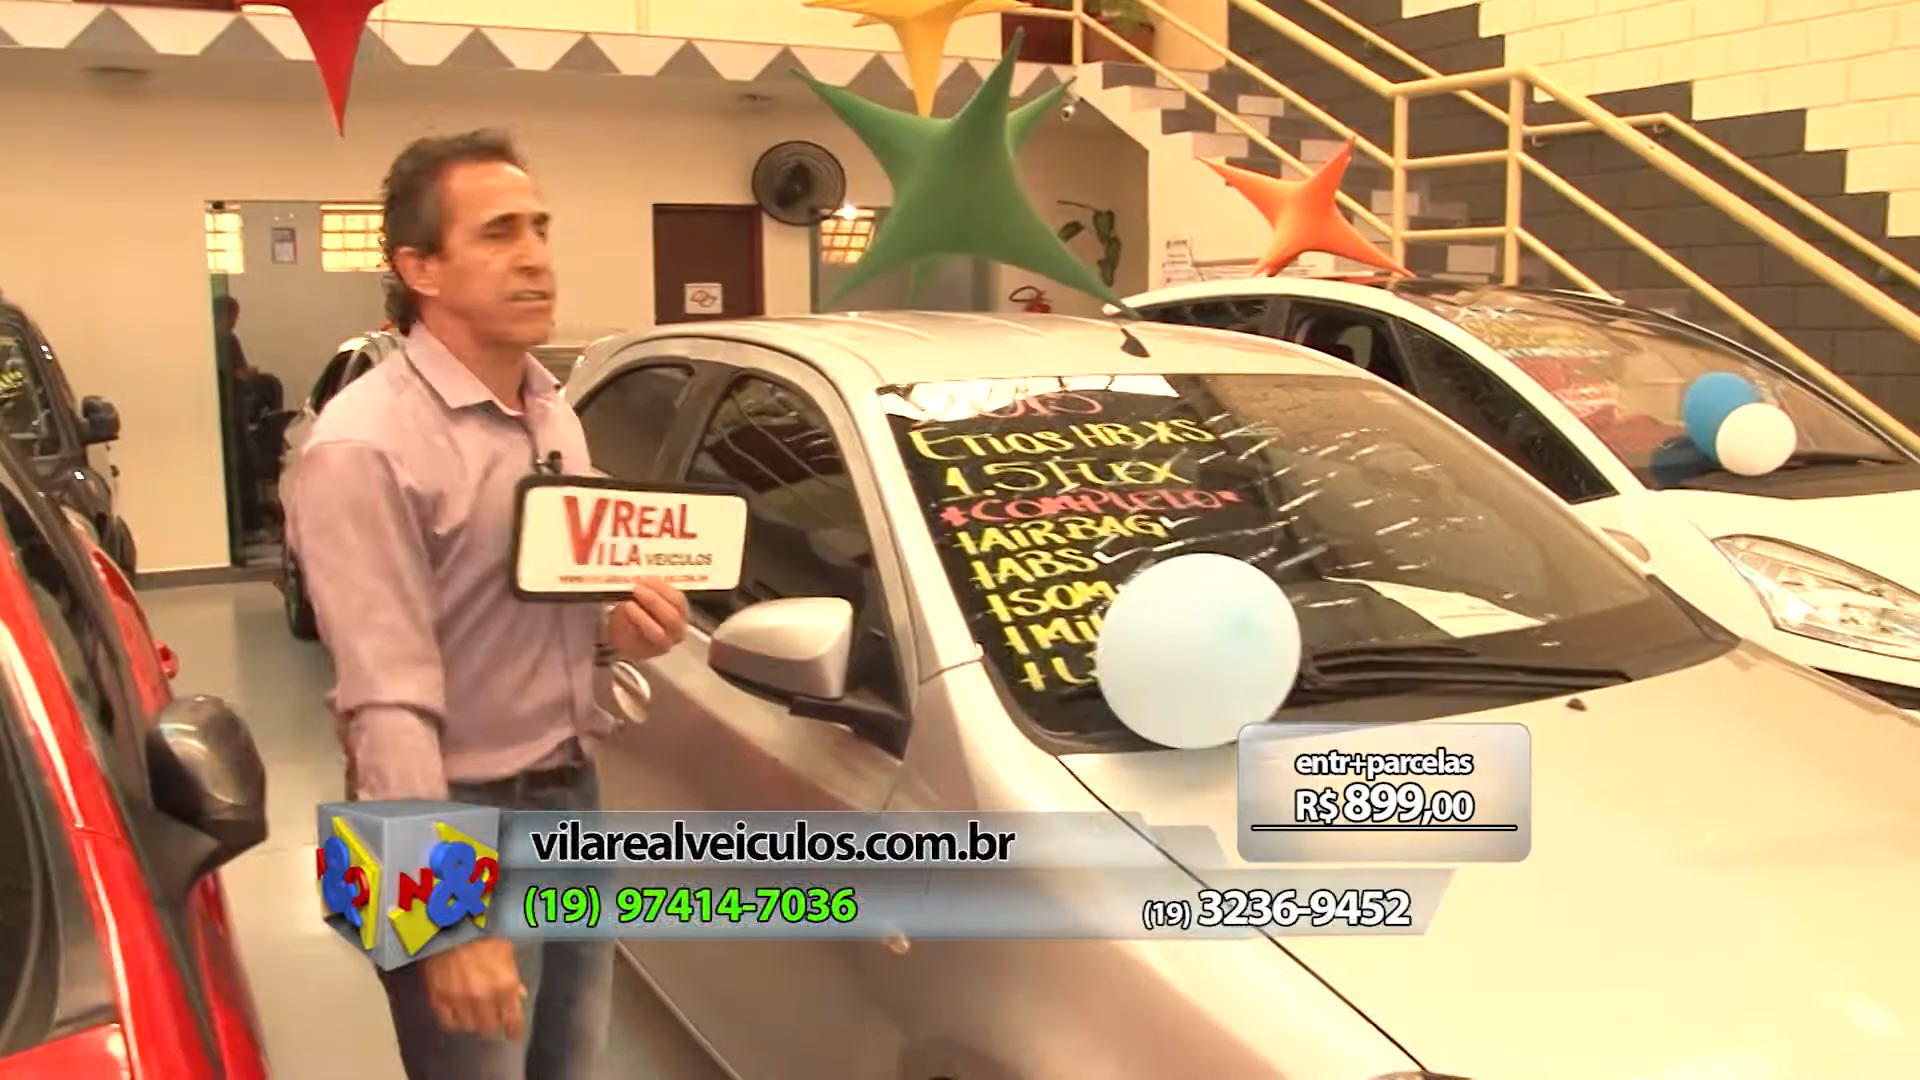 2015
ETIOS HB XS
1.5 FLEX
*COMPLETO*
+AIRBAG
+ABS
+SOM
VREAL
VILA VEICULOS
entr+parcelas
R$ 899,00
vilarealveiculos.com.br
N&
(19) 97414-7036
(19) 3236-9452